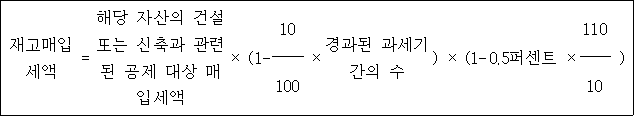 재고매입세액 = 해당 자산의 건설 또는 신축과 관련된 공제 대상 매입세액 × (1- 10/100 × 경과된 과세기간의 수 ) × (1-0.5퍼센트 × 110/10 )